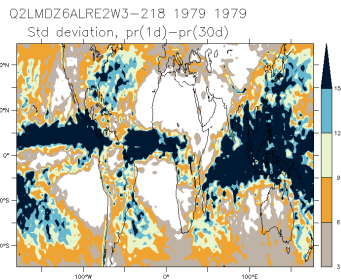 Q2LMDZ6ALRE2W3-218 1979 1979
Std deviation, pr(1d)-pr(30d)
15
12
9
6
3
0°
100°W
0°
100°E